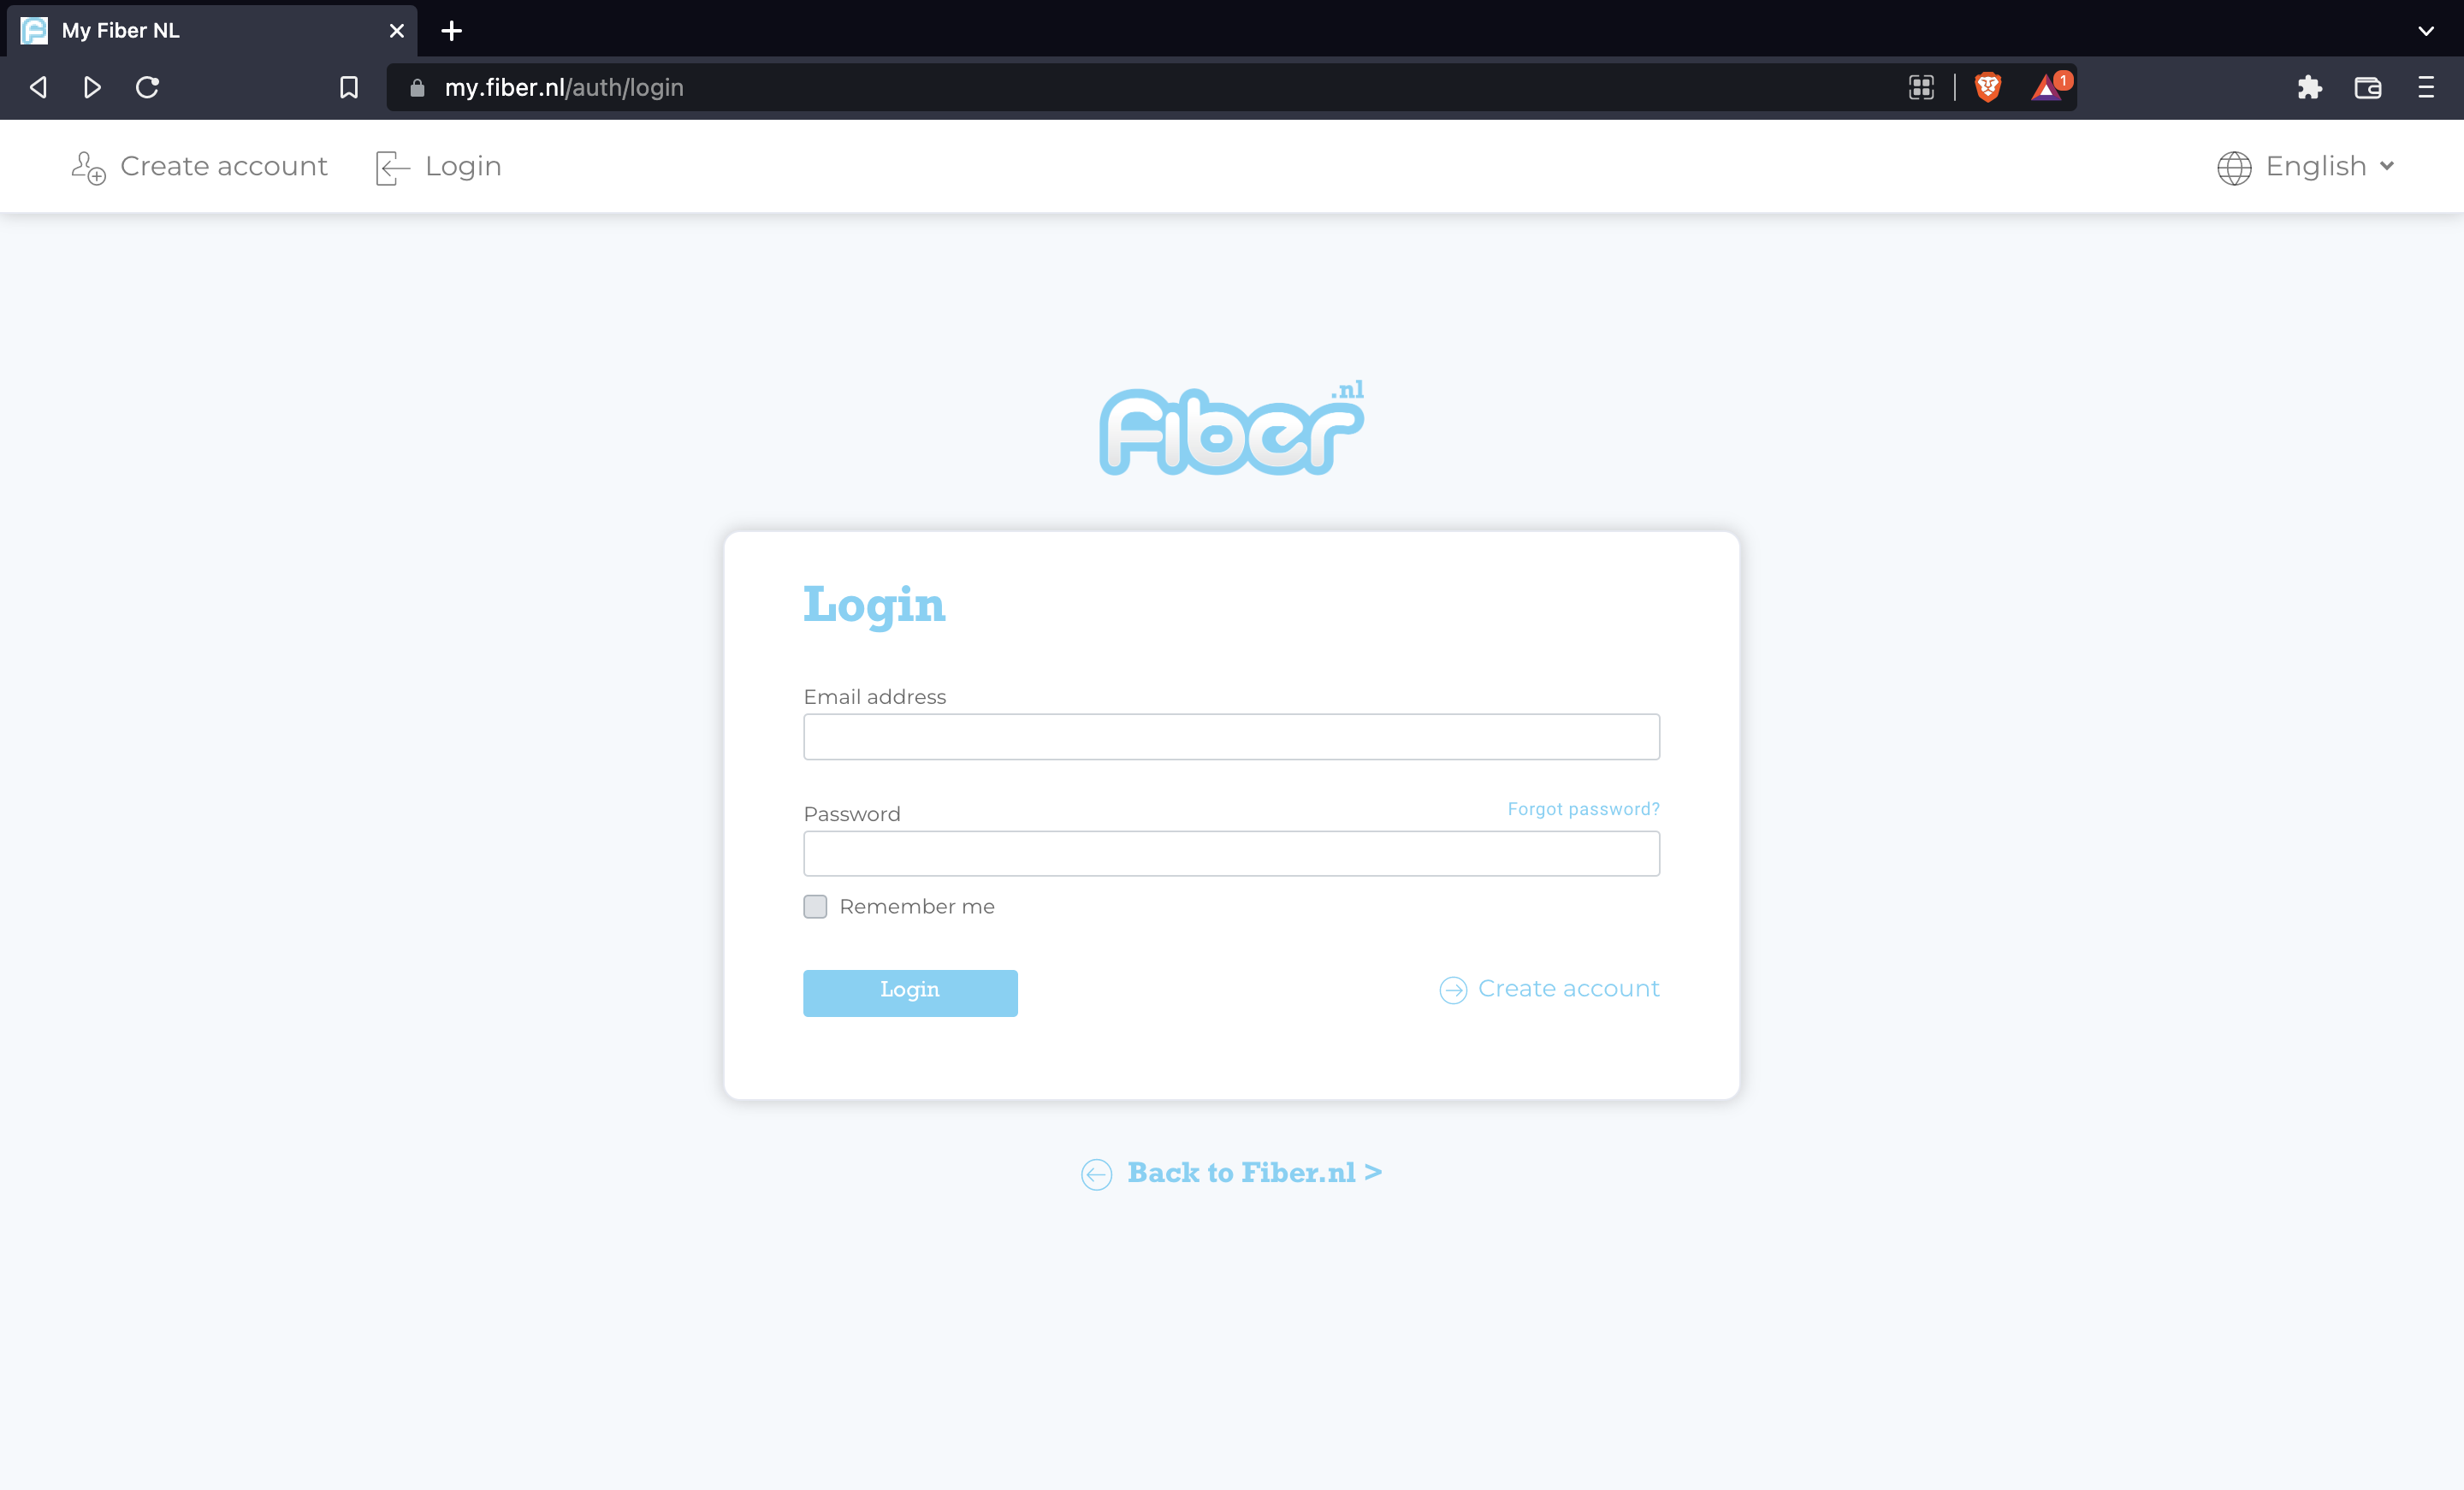 My Fiber NL
my.fiber.nl/auth/login
1
Create account
Login
English
Fiber.nl
Login
Email address
Password
Forgot password?
Remember me
Login
Create account
Back to Fiber.nl >